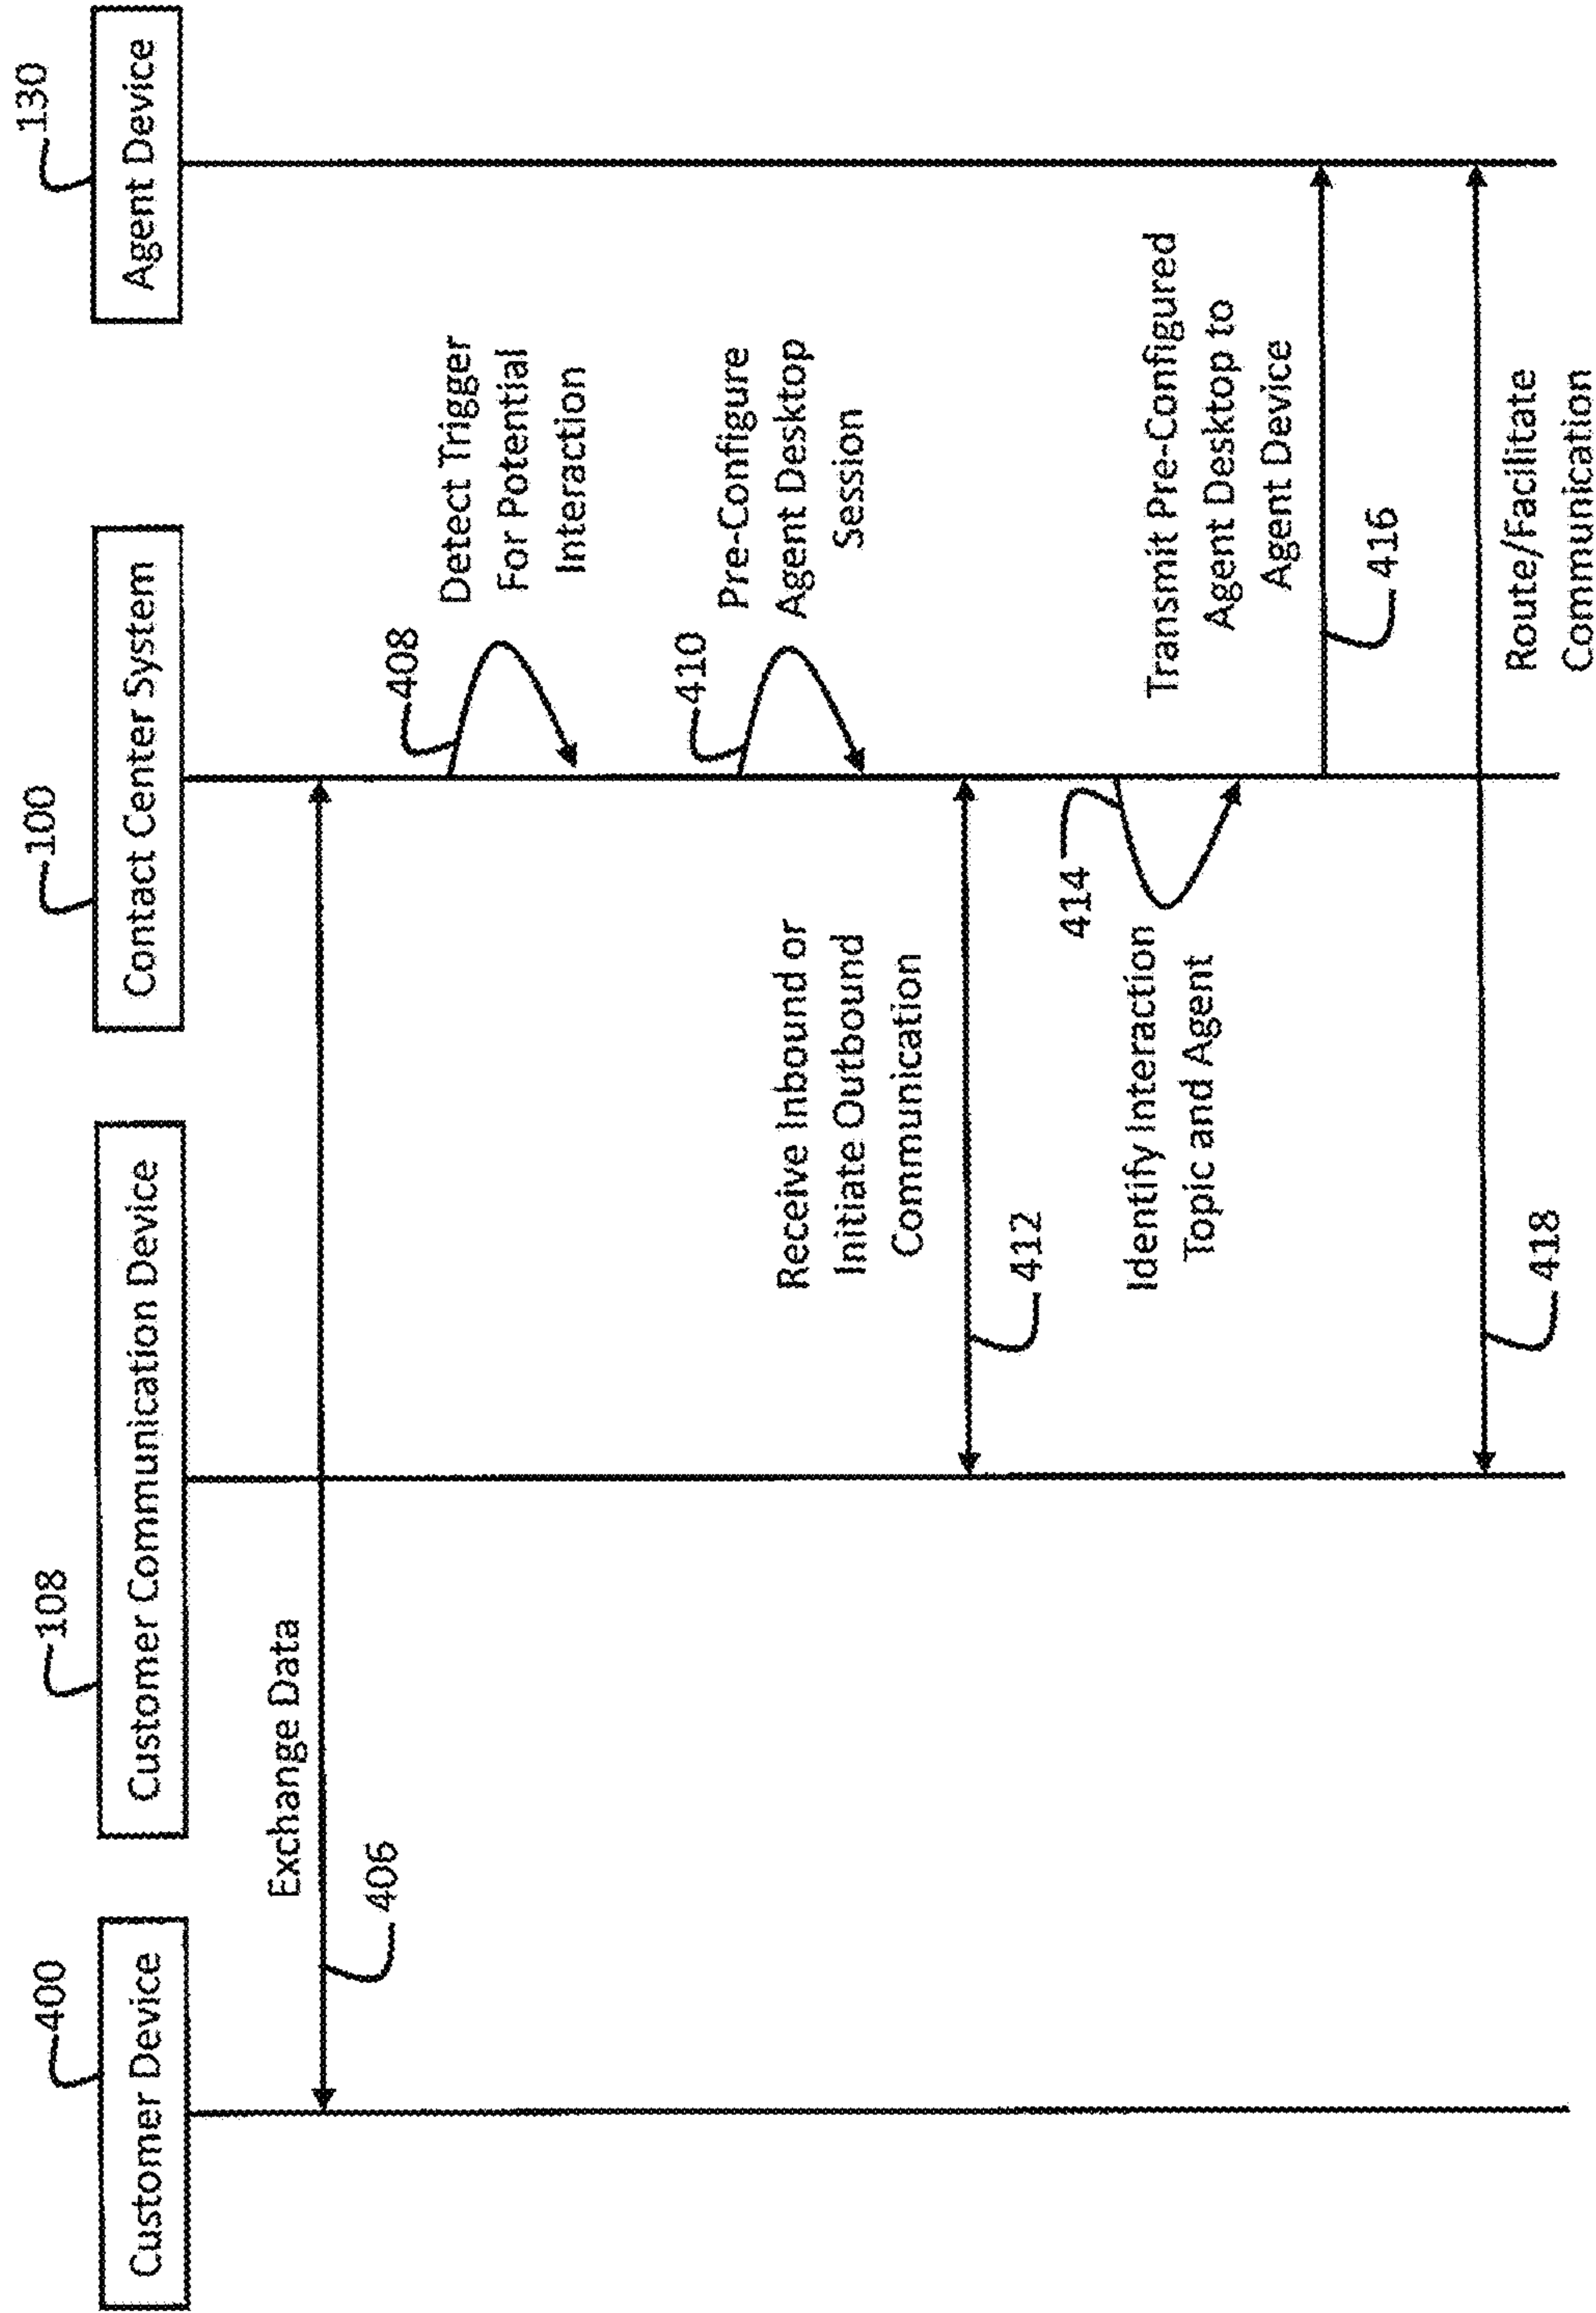 400
Customer Device
108
Customer Communication Device
100
Contact Center System
130
Agent Device
Exchange Data
406
408
Detect Trigger
For Potential
Interaction
410
Pre-Configure
Agent Desktop
Session
Receive Inbound or
Initiate Outbound
Communication
412
414
Identify Interaction
Topic and Agent
Transmit Pre-Configured
Agent Desktop to
Agent Device
416
418
Route/Facilitate
Communication